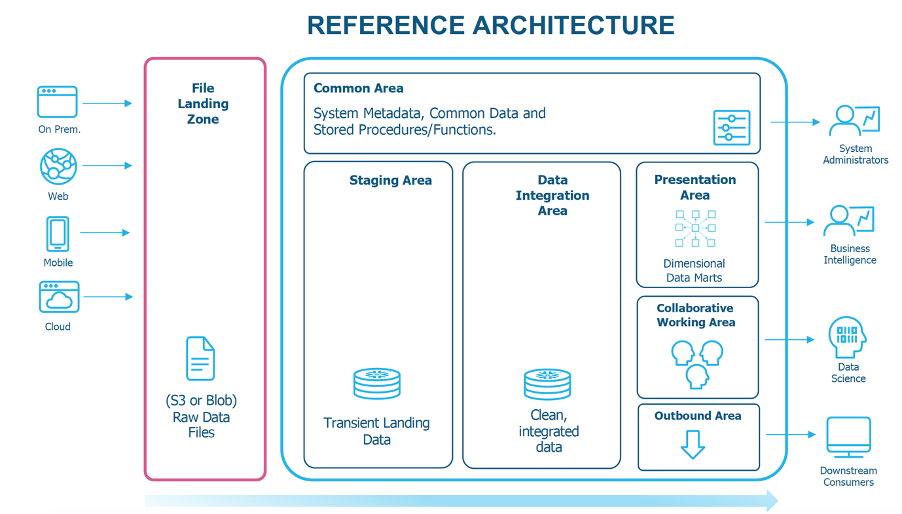 REFERENCE ARCHITECTURE
On Prem.
Web
Mobile
Cloud
File
Landing
Zone
(S3 or Blob)
Raw Data
Files
Common Area
System Metadata, Common Data and
Stored Procedures/Functions.
Staging Area
Transient Landing
Data
Data
Integration
Area
Clean,
integrated
data
Presentation
Area
Dimensional
Data Marts
Collaborative
Working Area
Outbound Area
System
Administrators
Business
Intelligence
Data
Science
Downstream
Consumers